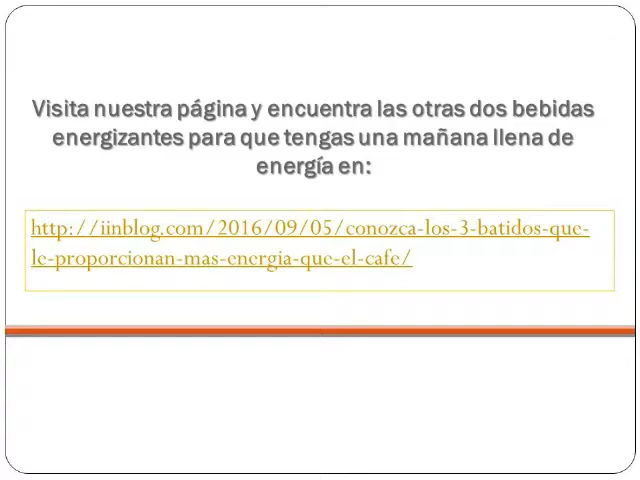 Visita nuestra página y encuentra las otras dos bebidas
energizantes para que tengas una mañana llena de
energía en:
http://iinblog.com/2016/09/05/conozca-los-3-batidos-que-
le-proporcionan-mas-energia-que-el-cafe/